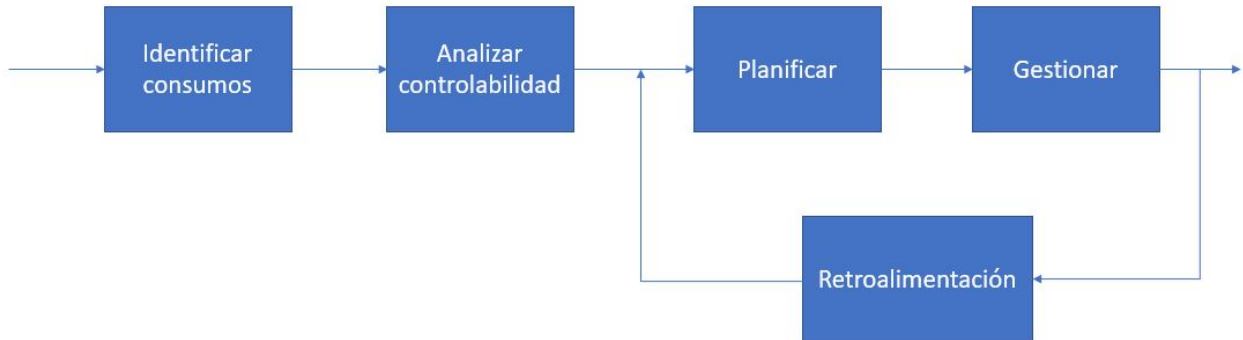 Identificar
consumos
Analizar
controlabilidad
Planificar
Gestionar
Retroalimentación